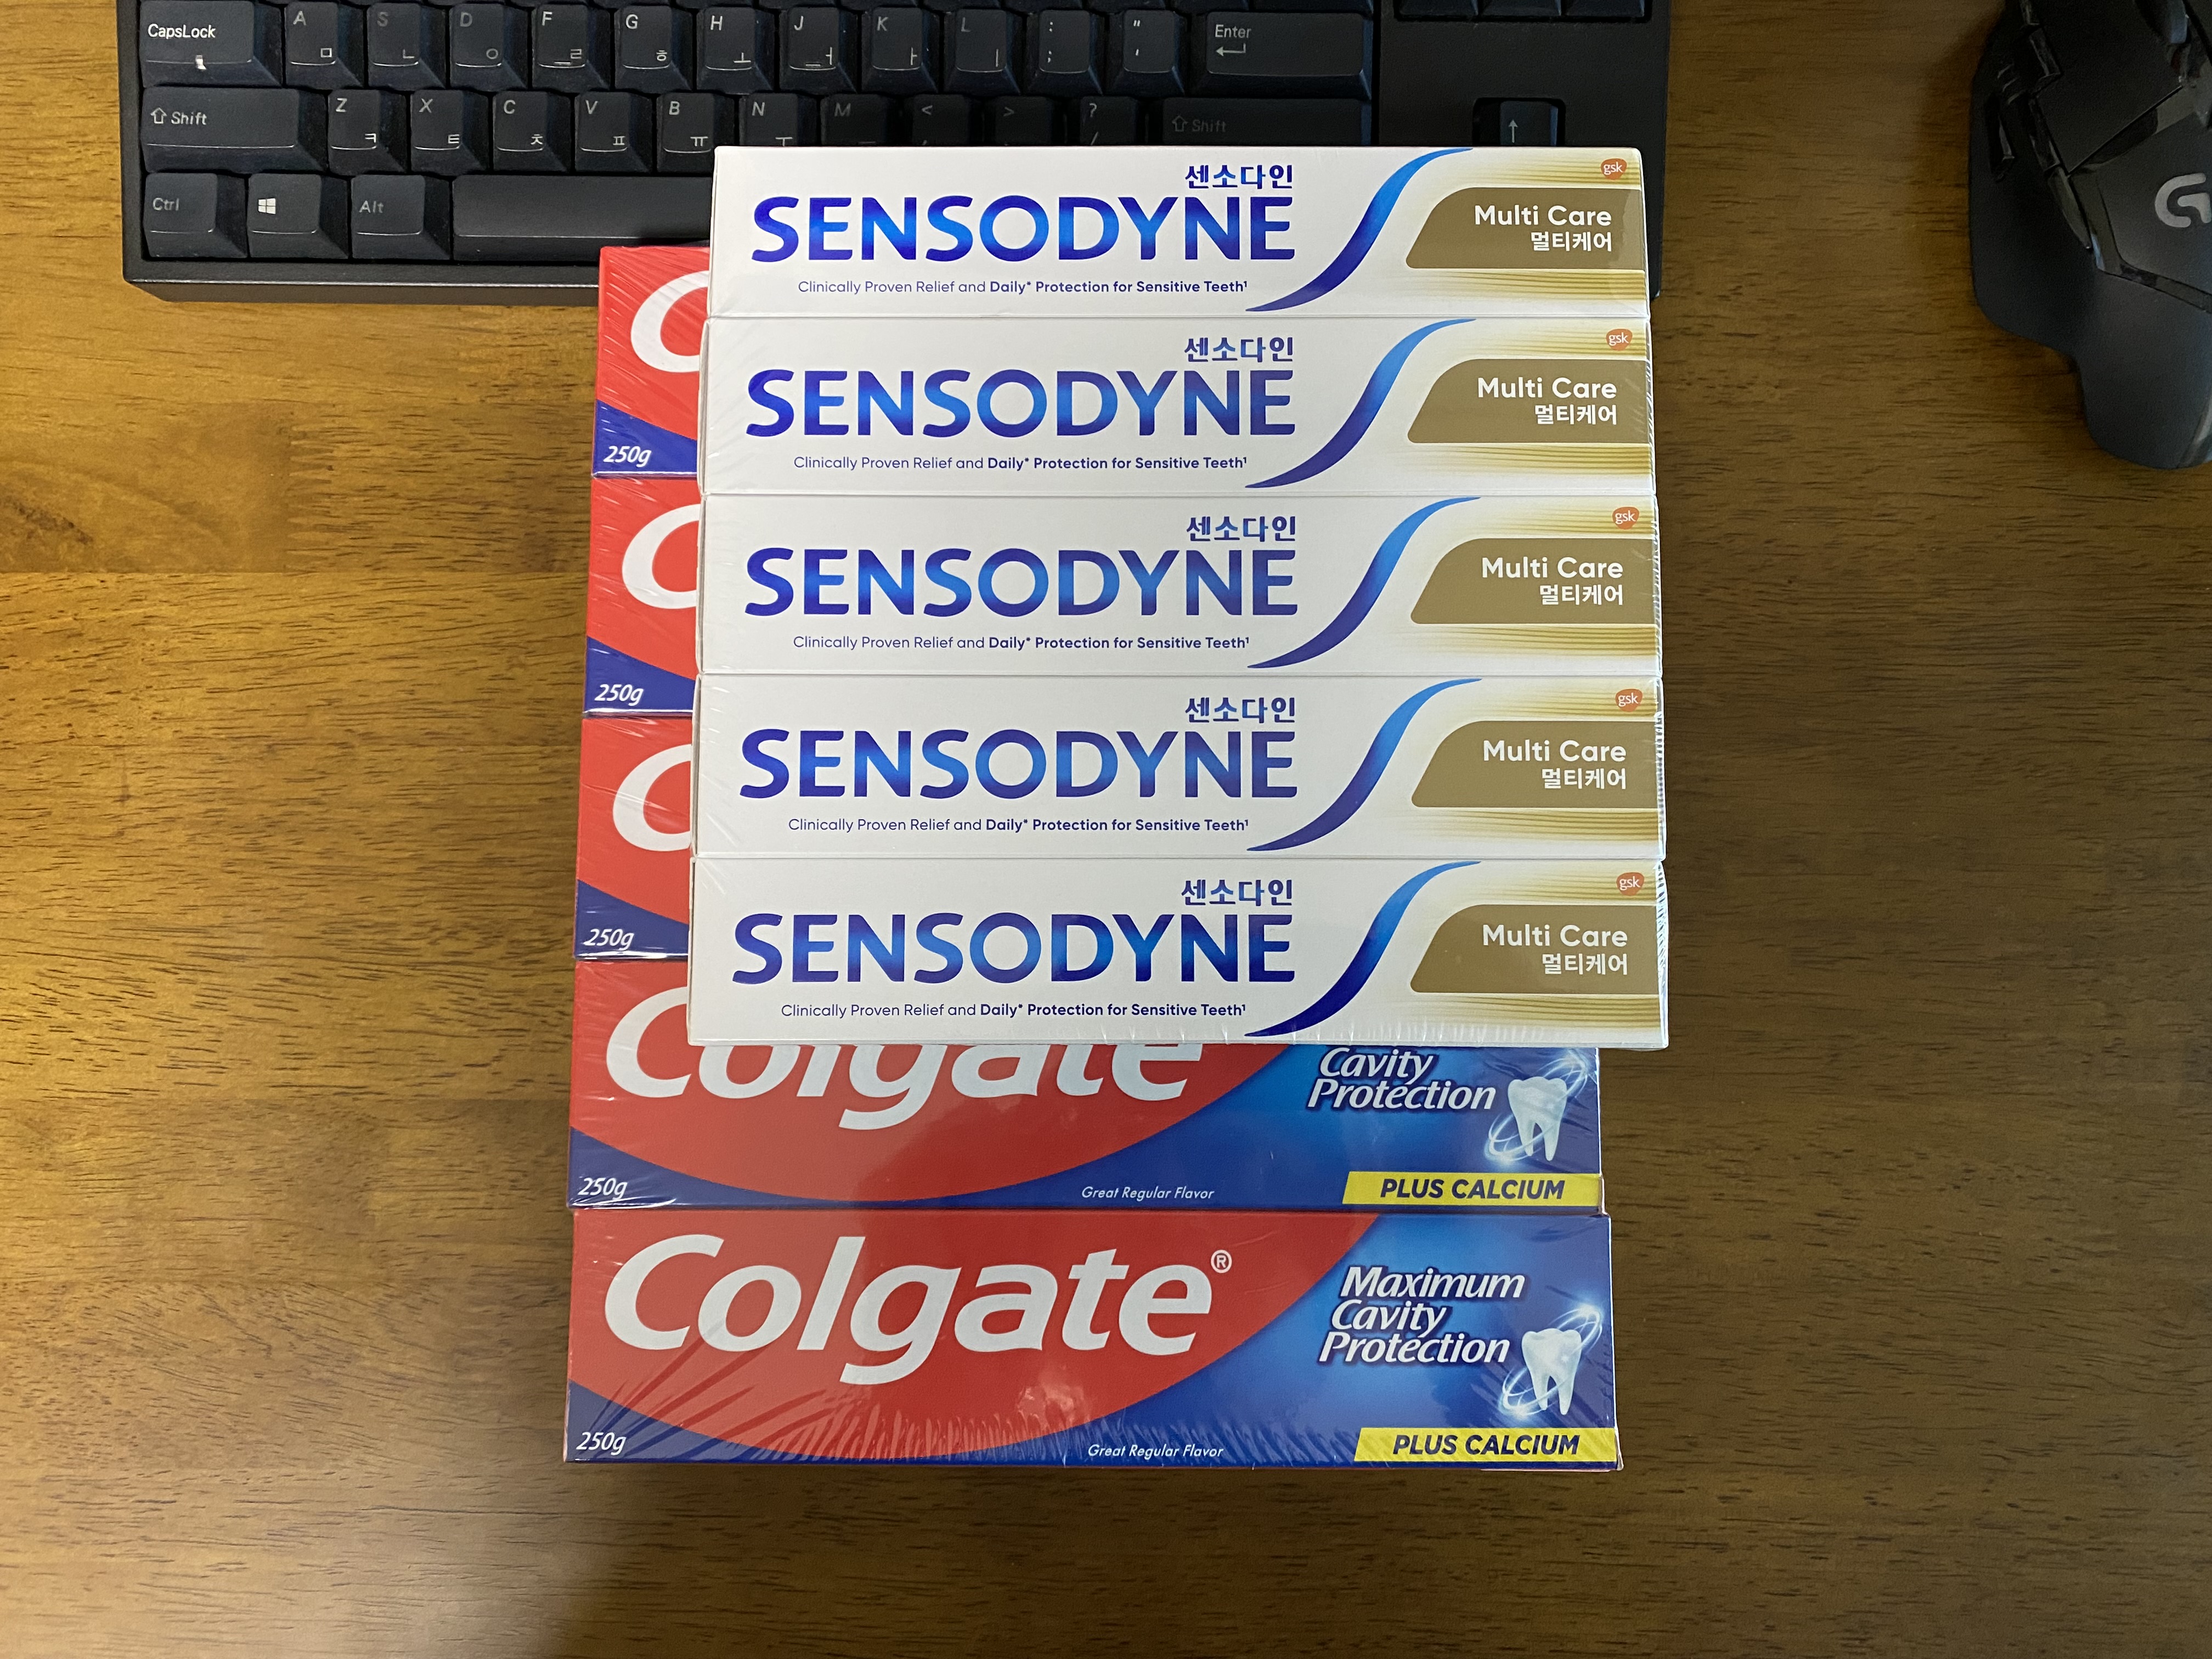 CapsLock A ㅁ S ㄴ D ㅇ F ㄹ G ㅎ H ㅗ J ㅓ K ㅏ L ㅣ : ; " ' Enter
Shift Z ㅋ X ㅌ C ㅊ V ㅍ B ㅠ N ㅜ M ㅡ < > ? / Shift ↑
Ctrl Alt
G
센소다인
SENSODYNE
Clinically Proven Relief and Daily* Protection for Sensitive Teeth¹
gsk
Multi Care
멀티케어
센소다인
SENSODYNE
Clinically Proven Relief and Daily* Protection for Sensitive Teeth¹
gsk
Multi Care
멀티케어
센소다인
SENSODYNE
Clinically Proven Relief and Daily* Protection for Sensitive Teeth¹
gsk
Multi Care
멀티케어
센소다인
SENSODYNE
Clinically Proven Relief and Daily* Protection for Sensitive Teeth¹
gsk
Multi Care
멀티케어
센소다인
SENSODYNE
Clinically Proven Relief and Daily* Protection for Sensitive Teeth¹
gsk
Multi Care
멀티케어
C
250g
C
250g
C
250g
Colgate
Cavity
Protection
250g
Great Regular Flavor
PLUS CALCIUM
Colgate®
Maximum
Cavity
Protection
250g
Great Regular Flavor
PLUS CALCIUM